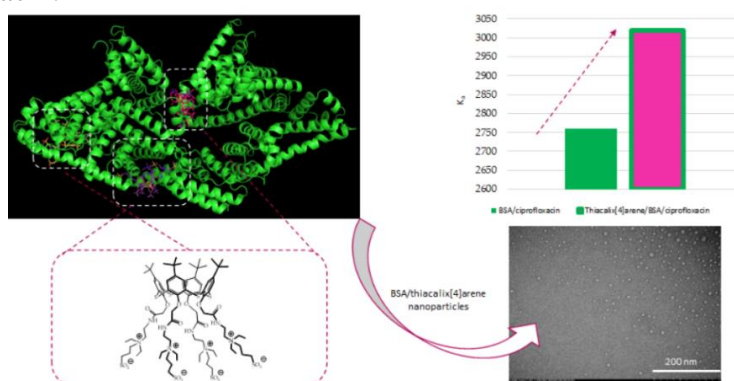 3050
3000
2950
2900
2850
2800
2750
2700
2650
2600
Ka
BSA/ciprofloxacin
Thiacalix[4]arene/BSA/ciprofloxacin
BSA/thiacalix[4]arene
nanoparticles
200 nm